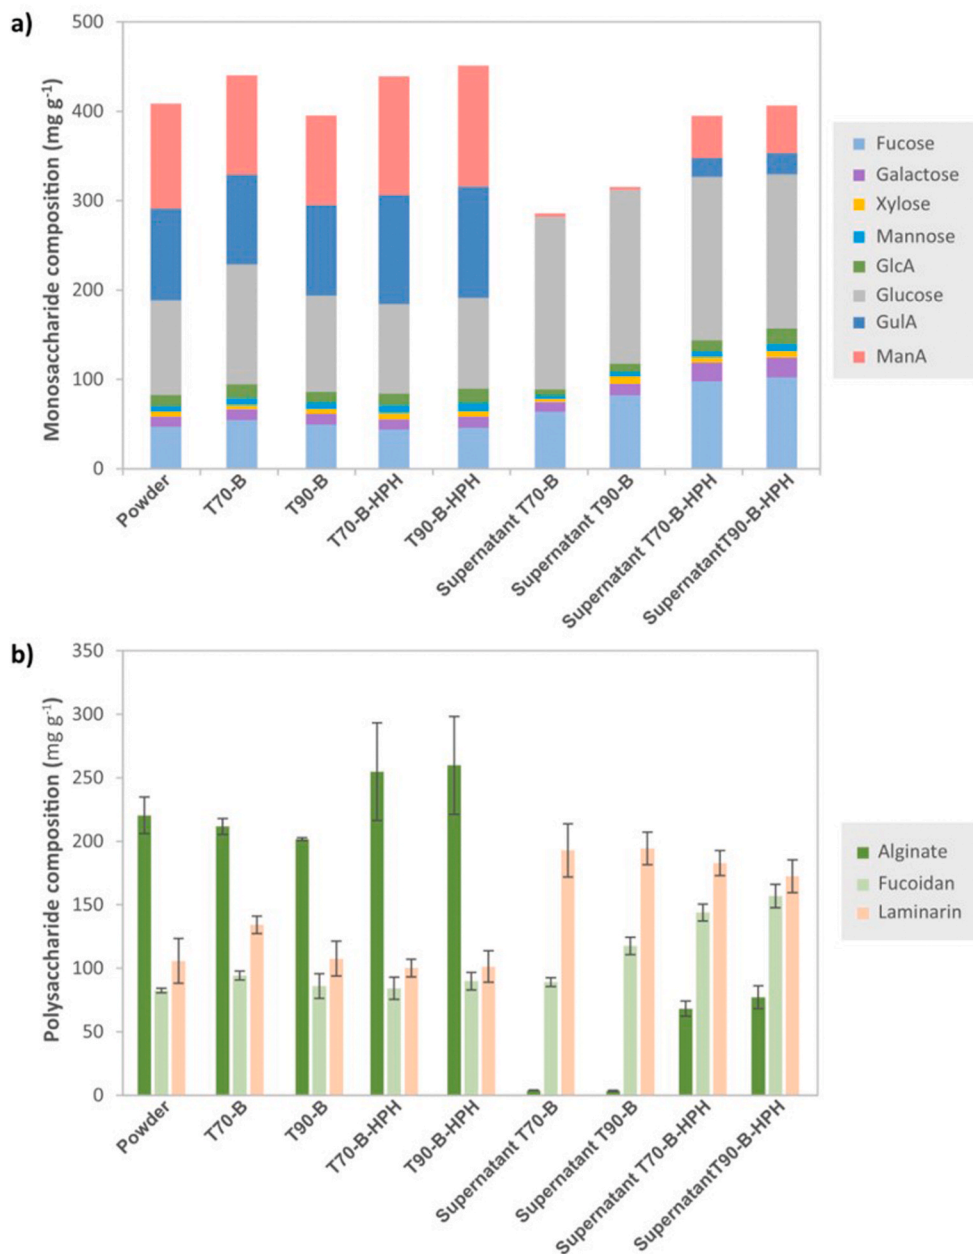 a)
Monosaccharide composition (mg g⁻¹)
500
400
300
200
100
0
Powder
T70-B
T90-B
T70-B-HPH
T90-B-HPH
Supernatant T70-B
Supernatant T90-B
Supernatant T70-B-HPH
SupernatantT90-B-HPH
Fucose
Galactose
Xylose
Mannose
GlcA
Glucose
GulA
ManA
b)
Polysaccharide composition (mg g⁻¹)
350
300
250
200
150
100
50
0
Powder
T70-B
T90-B
T70-B-HPH
T90-B-HPH
Supernatant T70-B
Supernatant T90-B
Supernatant T70-B-HPH
SupernatantT90-B-HPH
Alginate
Fucoidan
Laminarin